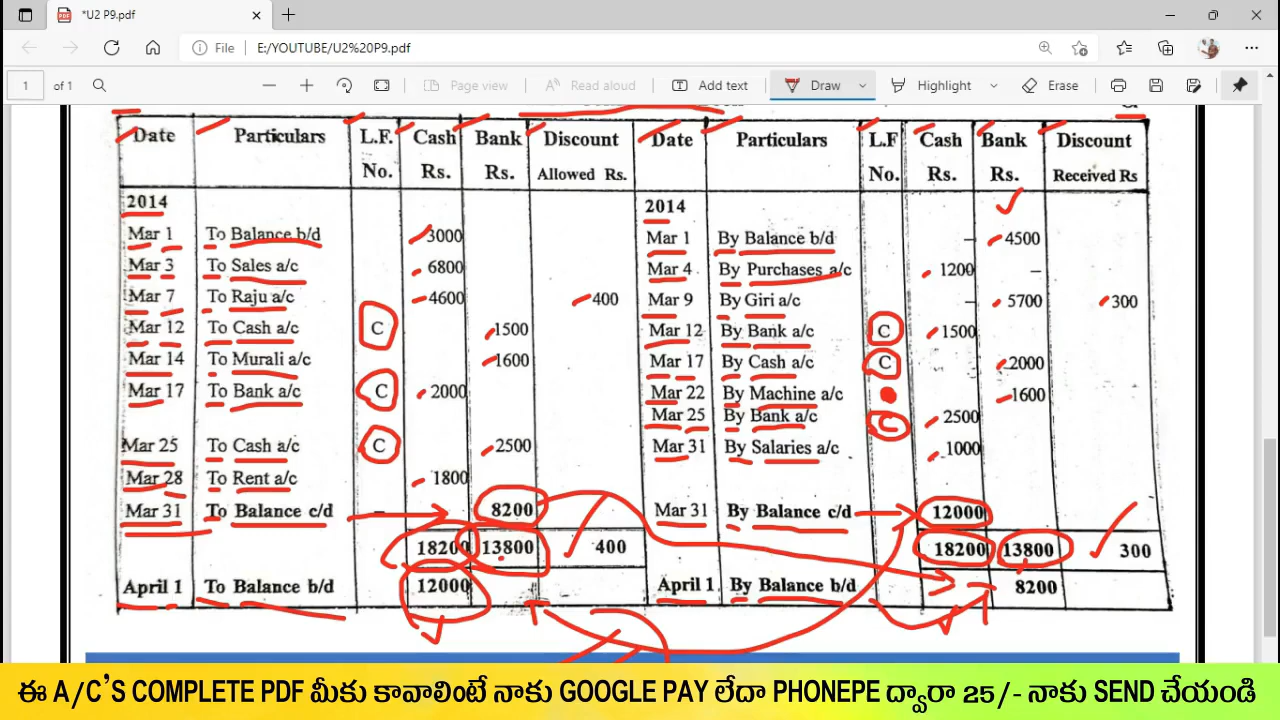 *U2 P9.pdf
File E:/YOUTUBE/U2%20P9.pdf
1 of 1 Page view Read aloud Add text Draw Highlight Erase
Date Particulars L.F. Cash Bank Discount Date Particulars L.F Cash Bank Discount
No. Rs. Rs. Allowed Rs. No. Rs. Rs. Received Rs
2014 2014
Mar 1 To Balance b/d 3000 Mar 1 By Balance b/d – 4500
Mar 3 To Sales a/c 6800 Mar 4 By Purchases a/c 1200 –
Mar 7 To Raju a/c 4600 400 Mar 9 By Giri a/c – 5700 300
Mar 12 To Cash a/c C 1500 Mar 12 By Bank a/c C 1500
Mar 14 To Murali a/c 1600 Mar 17 By Cash a/c C 2000
Mar 17 To Bank a/c C 2000 Mar 22 By Machine a/c 1600
Mar 25 By Bank a/c C 2500
Mar 25 To Cash a/c C 2500 Mar 31 By Salaries a/c 1000
Mar 28 To Rent a/c 1800
Mar 31 To Balance c/d – 8200 Mar 31 By Balance c/d 12000
18200 13800 400 18200 13800 300
April 1 To Balance b/d 12000 April 1 By Balance b/d 8200
ఈ A/C'S COMPLETE PDF మీకు కావాలింటే నాకు GOOGLE PAY లేదా PHONEPE ద్వారా 25/- నాకు SEND చేయండి